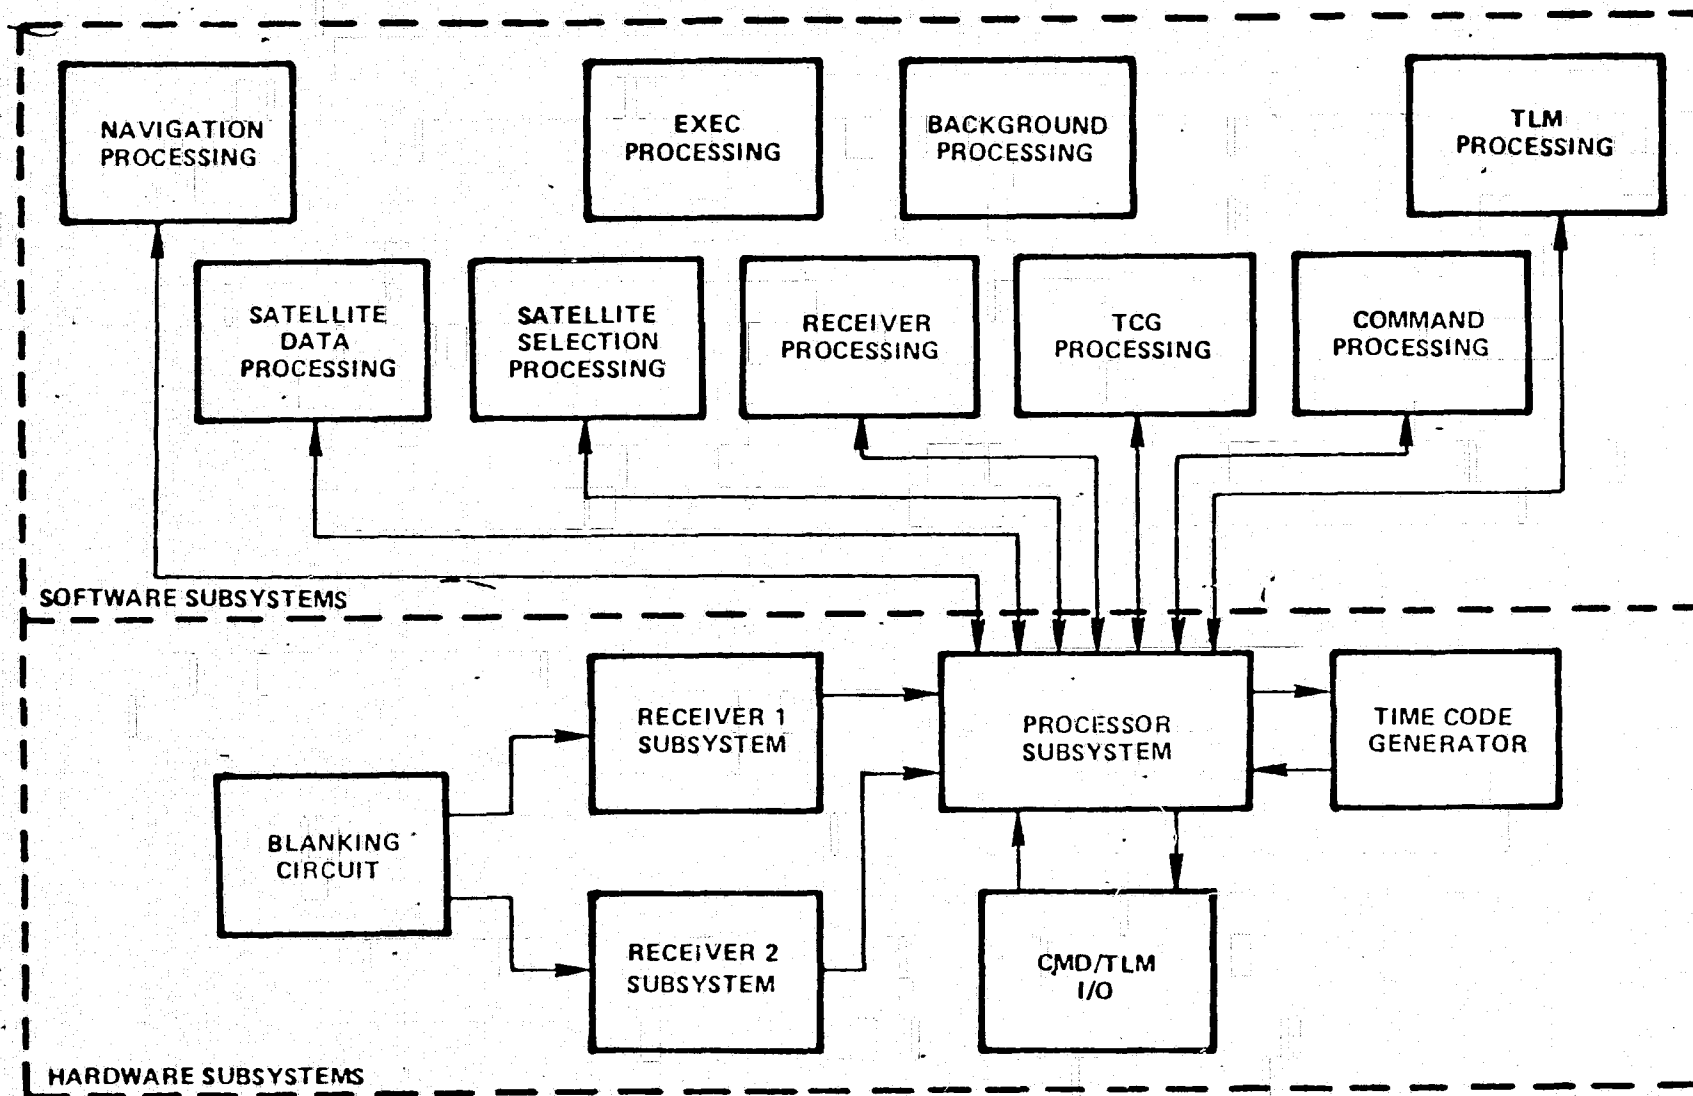 NAVIGATION
PROCESSING
EXEC
PROCESSING
BACKGROUND
PROCESSING
TLM
PROCESSING
SATELLITE
DATA
PROCESSING
SATELLITE
SELECTION
PROCESSING
RECEIVER
PROCESSING
TCG
PROCESSING
COMMAND
PROCESSING
SOFTWARE SUBSYSTEMS
RECEIVER 1
SUBSYSTEM
PROCESSOR
SUBSYSTEM
TIME CODE
GENERATOR
BLANKING
CIRCUIT
RECEIVER 2
SUBSYSTEM
CMD/TLM
I/O
HARDWARE SUBSYSTEMS